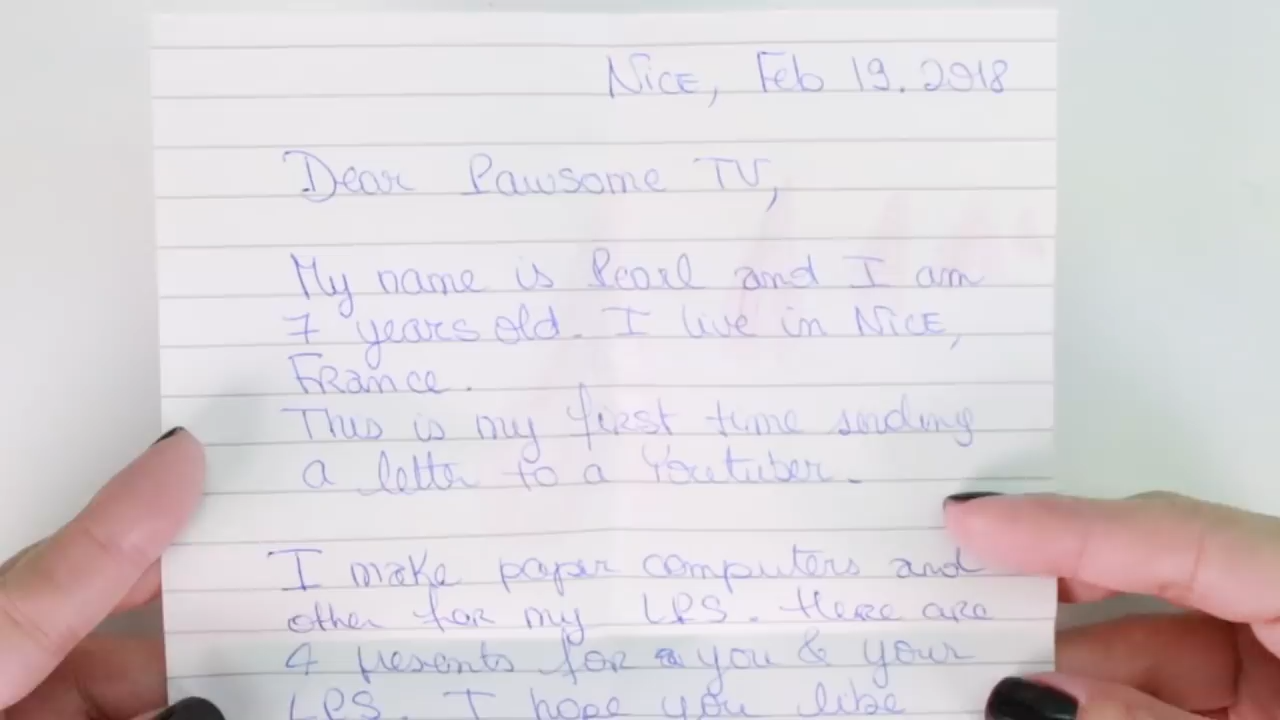 Nice, Feb 19. 2018
Dear Pawsome TV,
My name is Pearl and I am
7 years old. I live in Nice,
France.
This is my first time sending
a letter to a Youtuber.
I make paper computers and
other for my LPS. Here are
4 presents for you & your
LPS. I hope you like